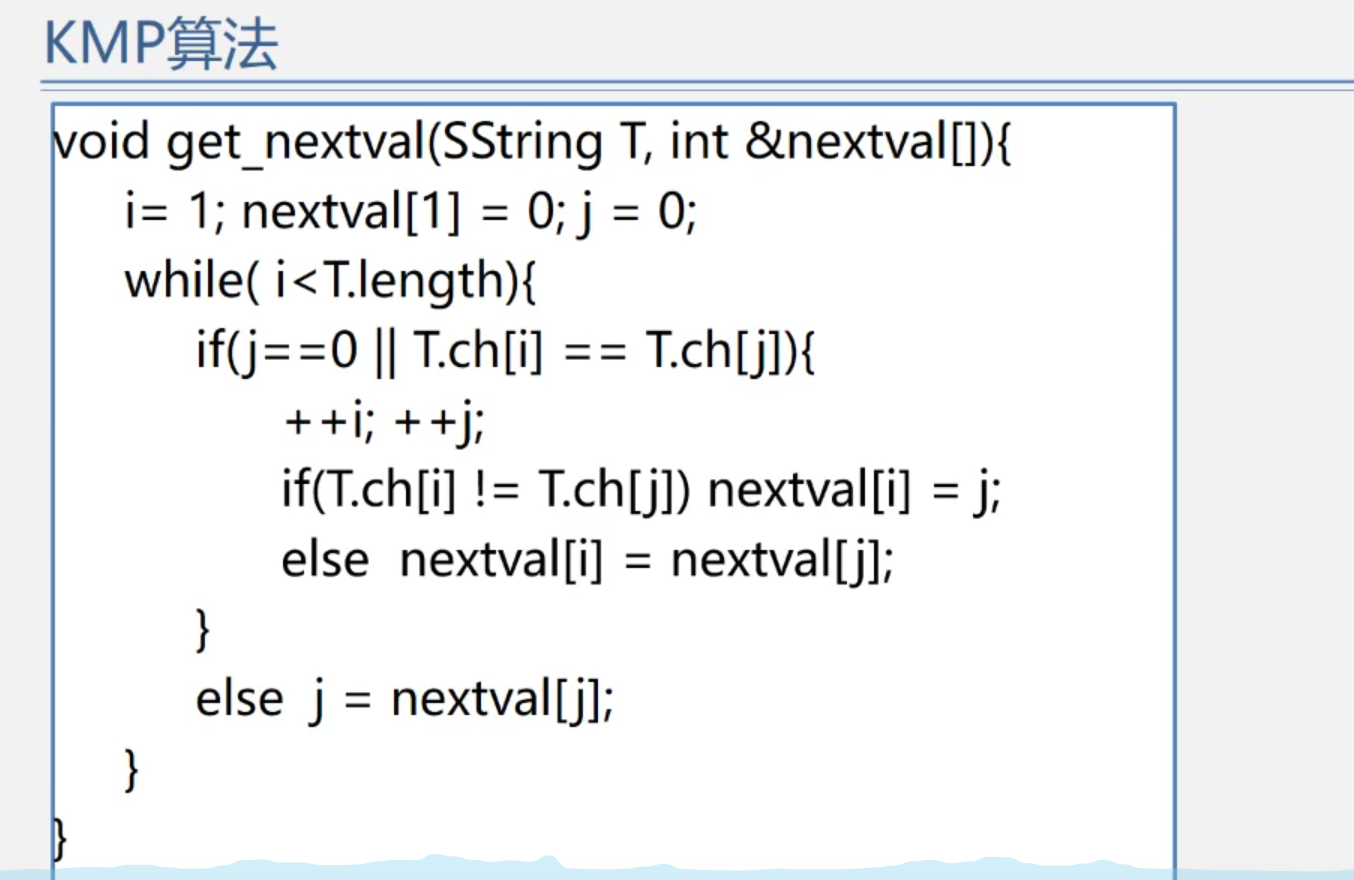 KMP算法
void get_nextval(SString T, int &nextval[]){
i= 1; nextval[1] = 0; j = 0;
while( i<T.length){
if(j==0 || T.ch[i] == T.ch[j]){
++i; ++j;
if(T.ch[i] != T.ch[j]) nextval[i] = j;
else nextval[i] = nextval[j];
}
else j = nextval[j];
}
}